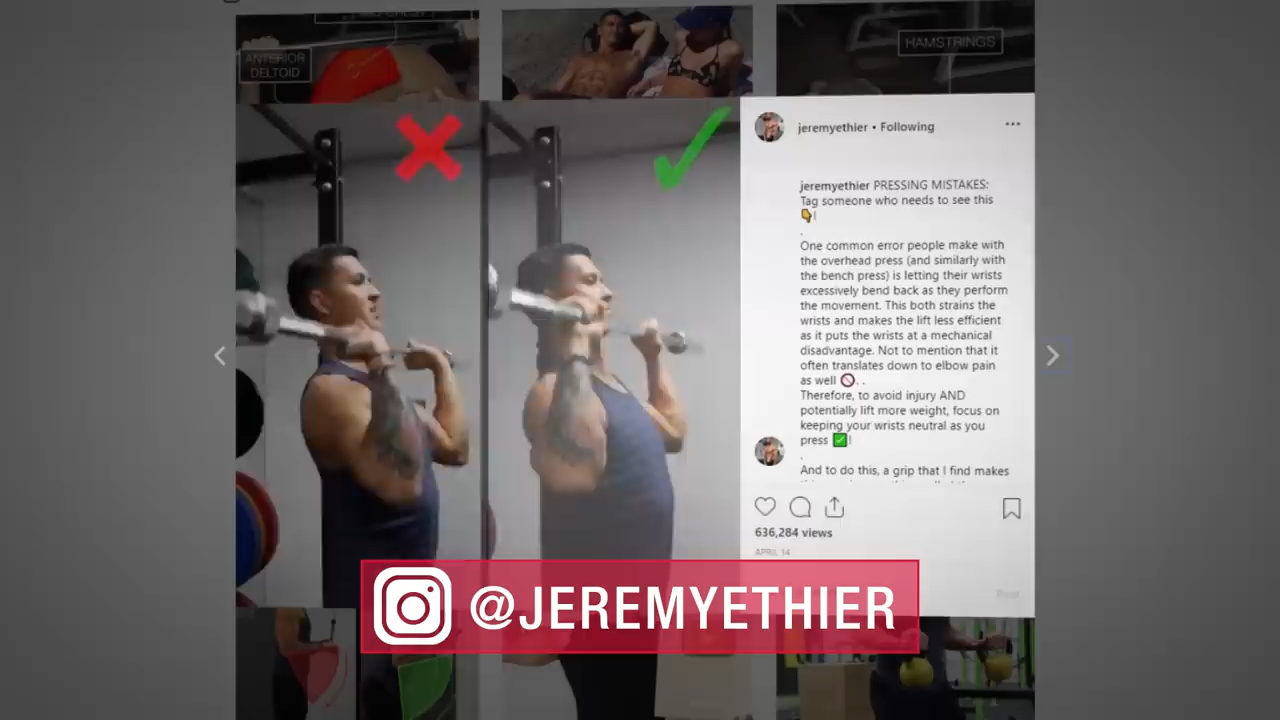 ANTERIOR
DELTOID
HAMSTRINGS
jeremyethier • Following
jeremyethier PRESSING MISTAKES:
Tag someone who needs to see this
👇!
.
One common error people make with
the overhead press (and similarly with
the bench press) is letting their wrists
excessively bend back as they perform
the movement. This both strains the
wrists and makes the lift less efficient
as it puts the wrists at a mechanical
disadvantage. Not to mention that it
often translates down to elbow pain
as well 🚫. .
Therefore, to avoid injury AND
potentially lift more weight, focus on
keeping your wrists neutral as you
press ✅!
.
And to do this, a grip that I find makes
636,284 views
APRIL 14
Post
@JEREMYETHIER